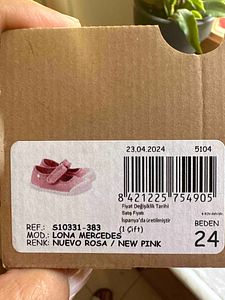 23.04.2024 5104
Fiyat Değişiklik Tarihi
Satış Fiyatı
İspanya'da üretilmiştir
(1 Çift)
8 421225 754905
REF.: S10331-383
MOD.: LONA MERCEDES
RENK: NUEVO ROSA / NEW PINK
BEDEN
24